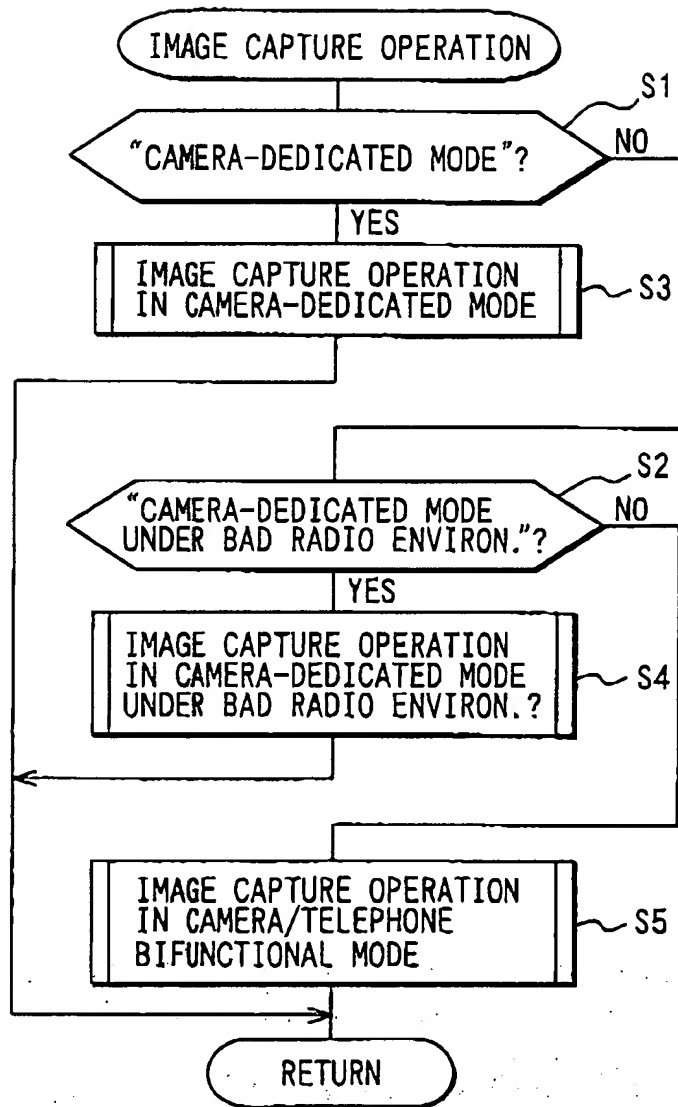 IMAGE CAPTURE OPERATION
S1
"CAMERA-DEDICATED MODE"?
NO
YES
IMAGE CAPTURE OPERATION
IN CAMERA-DEDICATED MODE
S3
S2
"CAMERA-DEDICATED MODE
UNDER BAD RADIO ENVIRON."?
NO
YES
IMAGE CAPTURE OPERATION
IN CAMERA-DEDICATED MODE
UNDER BAD RADIO ENVIRON.?
S4
IMAGE CAPTURE OPERATION
IN CAMERA/TELEPHONE
BIFUNCTIONAL MODE
S5
RETURN